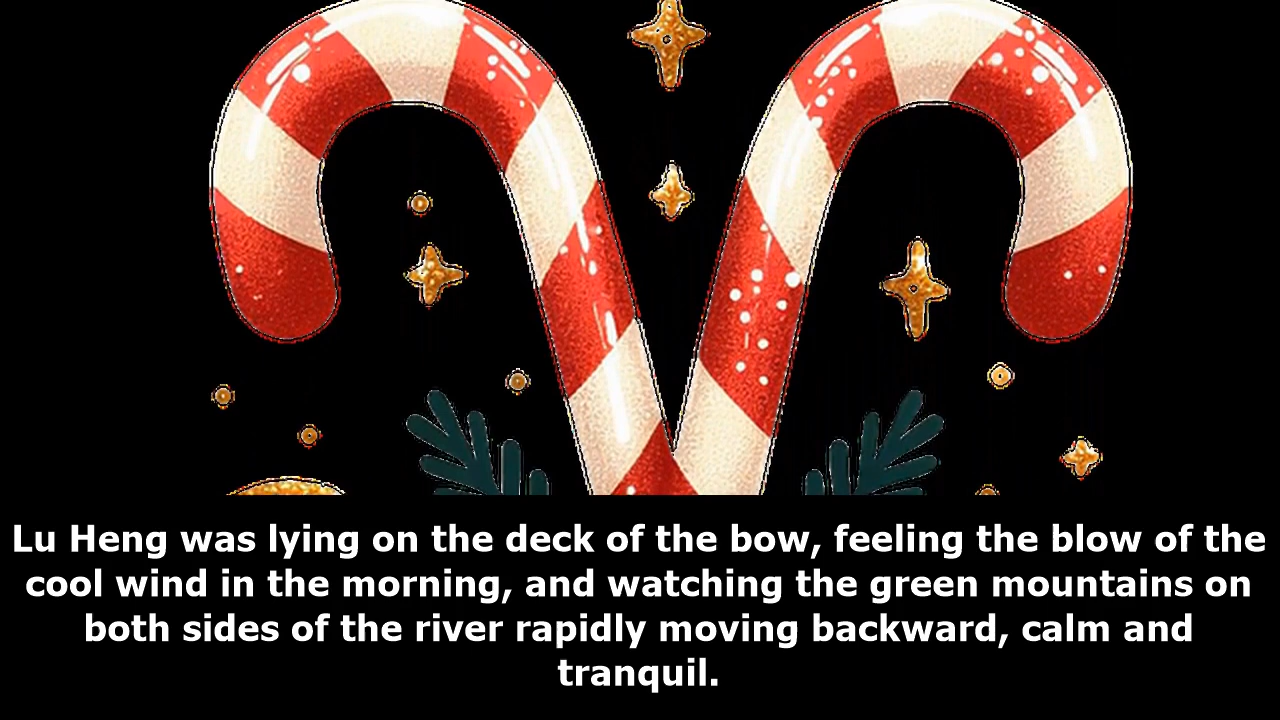 Lu Heng was lying on the deck of the bow, feeling the blow of the
cool wind in the morning, and watching the green mountains on
both sides of the river rapidly moving backward, calm and
tranquil.